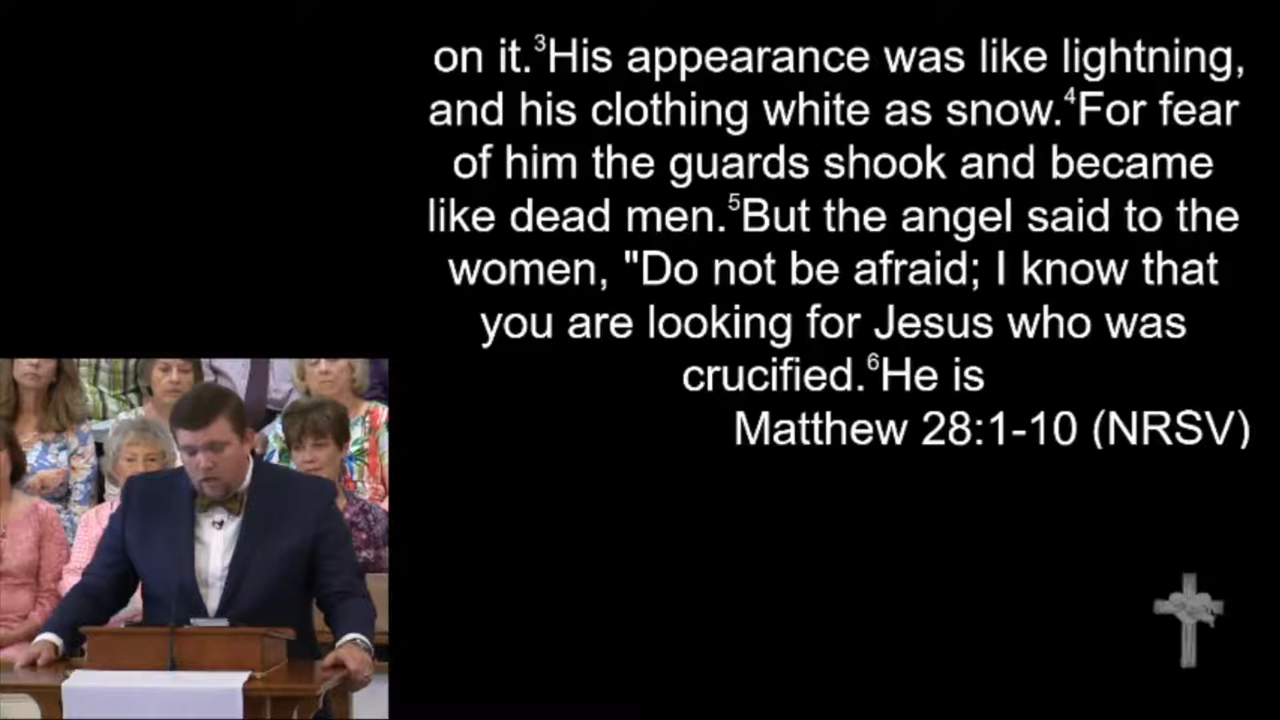 on it.³His appearance was like lightning,
and his clothing white as snow.⁴For fear
of him the guards shook and became
like dead men.⁵But the angel said to the
women, "Do not be afraid; I know that
you are looking for Jesus who was
crucified.⁶He is
Matthew 28:1-10 (NRSV)